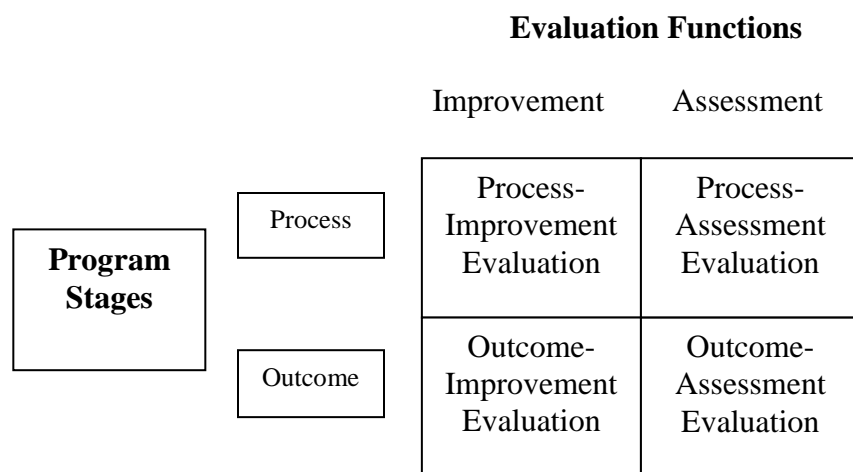 Evaluation Functions
Improvement
Assessment
Program
Stages
Process
Process-
Improvement
Evaluation
Process-
Assessment
Evaluation
Outcome
Outcome-
Improvement
Evaluation
Outcome-
Assessment
Evaluation